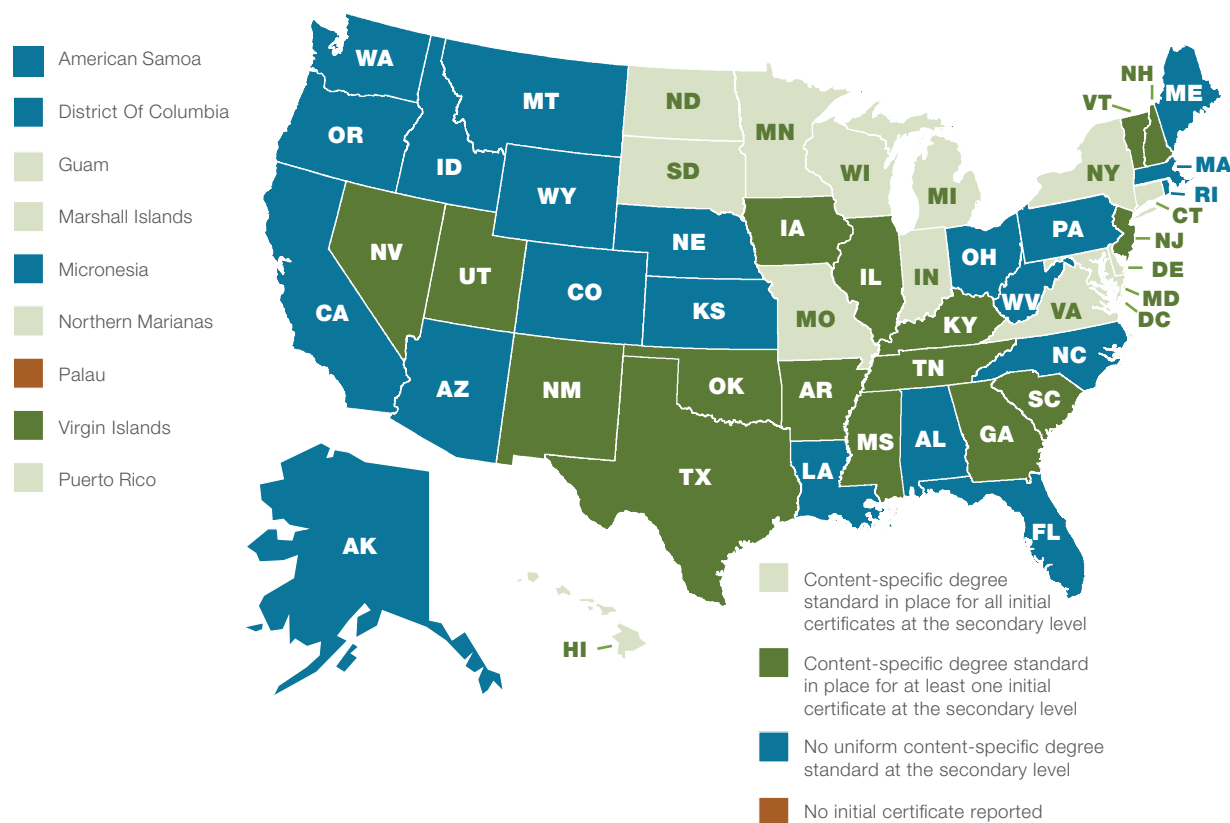 American Samoa
District Of Columbia
Guam
Marshall Islands
Micronesia
Northern Marianas
Palau
Virgin Islands
Puerto Rico
WA
OR
CA
ID
MT
WY
NV
UT
CO
AZ
NM
ND
SD
NE
KS
OK
TX
MN
IA
MO
AR
LA
WI
IL
MI
IN
OH
KY
TN
MS
AL
GA
FL
SC
NC
VA
WV
PA
NY
VT
NH
ME
MA
RI
CT
NJ
DE
MD
DC
AK
HI
Content-specific degree
standard in place for all initial
certificates at the secondary level
Content-specific degree standard
in place for at least one initial
certificate at the secondary level
No uniform content-specific degree
standard at the secondary level
No initial certificate reported